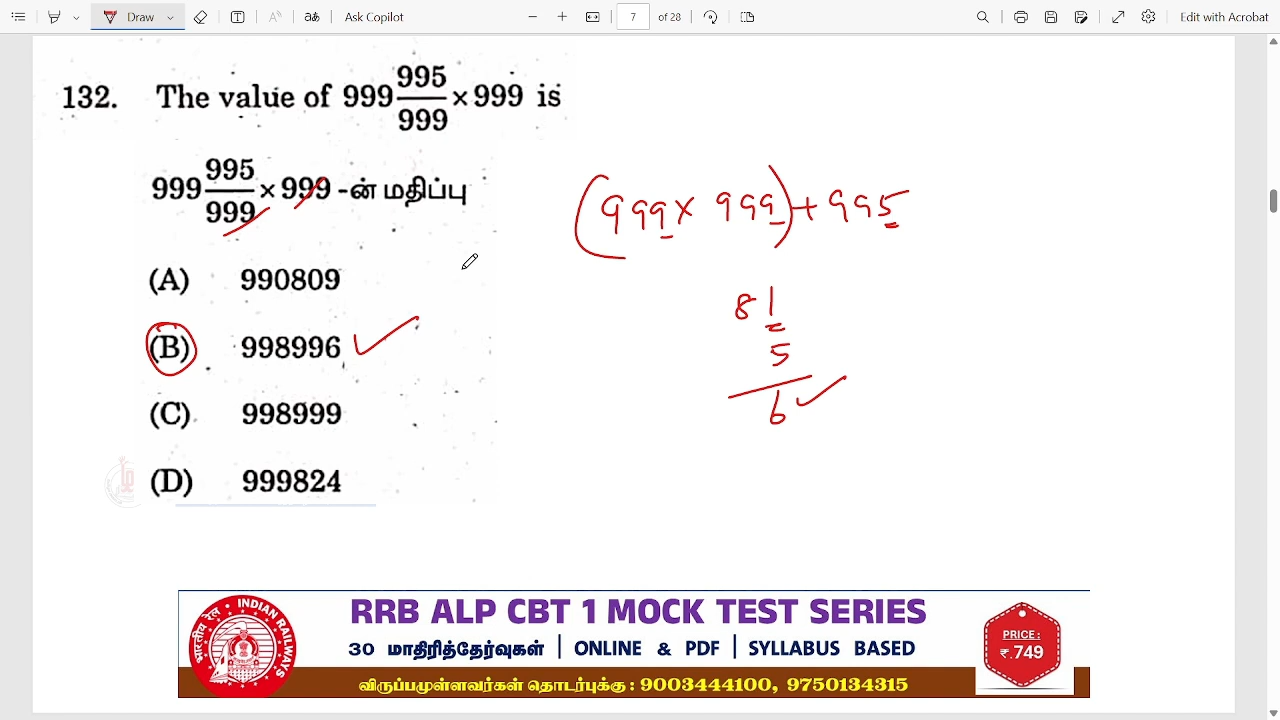 Draw
Ask Copilot
7 of 28
Edit with Acrobat
132. The value of 999 995/999 × 999 is
999 995/999 × 999 -ன் மதிப்பு
(999 × 999) + 995
(A) 990809
(B) 998996
(C) 998999
(D) 999824
81
5
6
INDIAN RAILWAYS
भारतीय रेल
RRB ALP CBT 1 MOCK TEST SERIES
30 மாதிரித்தேர்வுகள் | ONLINE & PDF | SYLLABUS BASED
விருப்பமுள்ளவர்கள் தொடர்புக்கு : 9003444100, 9750134315
PRICE :
₹.749